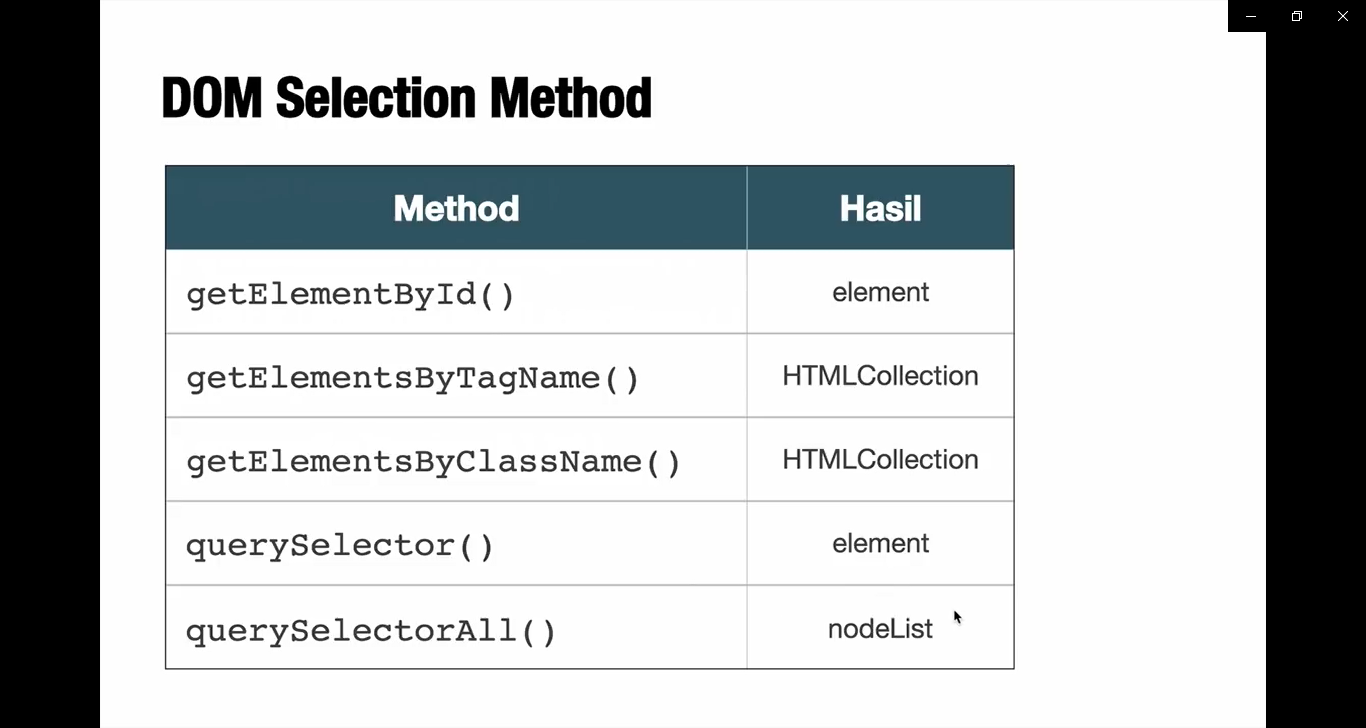 DOM Selection Method
Method Hasil
getElementById() element
getElementsByTagName() HTMLCollection
getElementsByClassName() HTMLCollection
querySelector() element
querySelectorAll() nodeList